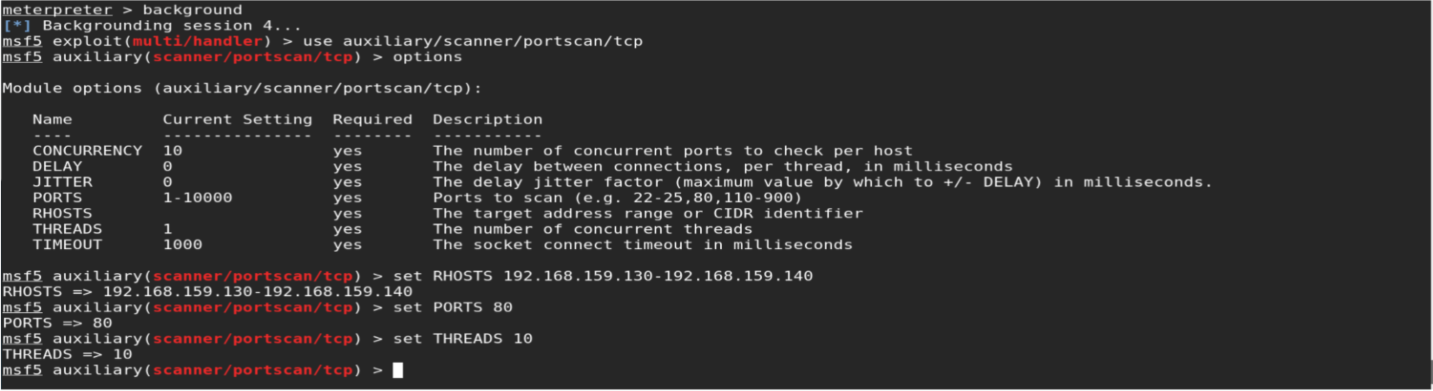 meterpreter > background
[*] Backgrounding session 4...
msf5 exploit(multi/handler) > use auxiliary/scanner/portscan/tcp
msf5 auxiliary(scanner/portscan/tcp) > options
Module options (auxiliary/scanner/portscan/tcp):
Name Current Setting Required Description
---- --------------- -------- -----------
CONCURRENCY 10 yes The number of concurrent ports to check per host
DELAY 0 yes The delay between connections, per thread, in milliseconds
JITTER 0 yes The delay jitter factor (maximum value by which to +/- DELAY) in milliseconds.
PORTS 1-10000 yes Ports to scan (e.g. 22-25,80,110-900)
RHOSTS yes The target address range or CIDR identifier
THREADS 1 yes The number of concurrent threads
TIMEOUT 1000 yes The socket connect timeout in milliseconds
msf5 auxiliary(scanner/portscan/tcp) > set RHOSTS 192.168.159.130-192.168.159.140
RHOSTS => 192.168.159.130-192.168.159.140
msf5 auxiliary(scanner/portscan/tcp) > set PORTS 80
PORTS => 80
msf5 auxiliary(scanner/portscan/tcp) > set THREADS 10
THREADS => 10
msf5 auxiliary(scanner/portscan/tcp) >